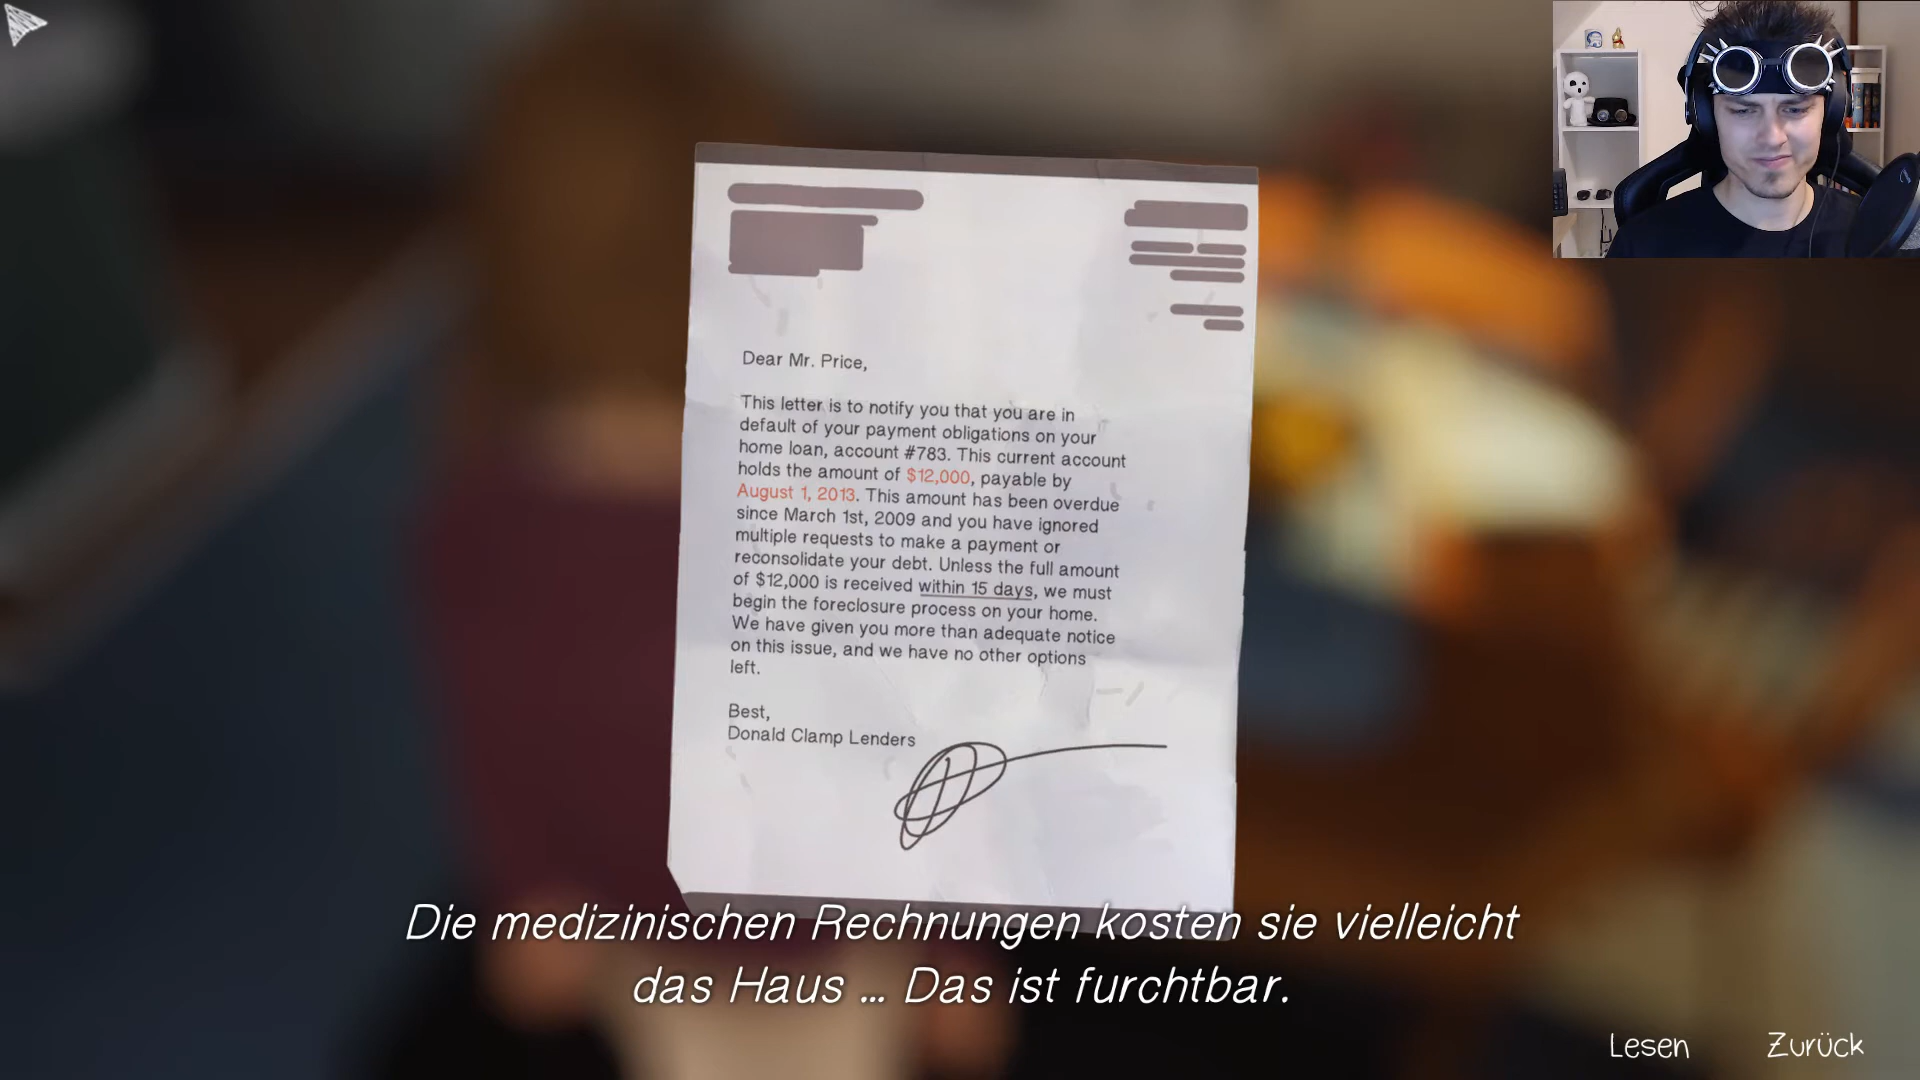 Dear Mr. Price,
This letter is to notify you that you are in
default of your payment obligations on your
home loan, account #783. This current account
holds the amount of $12,000, payable by
August 1, 2013. This amount has been overdue
since March 1st, 2009 and you have ignored
multiple requests to make a payment or
reconsolidate your debt. Unless the full amount
of $12,000 is received within 15 days, we must
begin the foreclosure process on your home.
We have given you more than adequate notice
on this issue, and we have no other options
left.
Best,
Donald Clamp Lenders
Die medizinischen Rechnungen kosten sie vielleicht
das Haus ... Das ist furchtbar.
Lesen Zurück